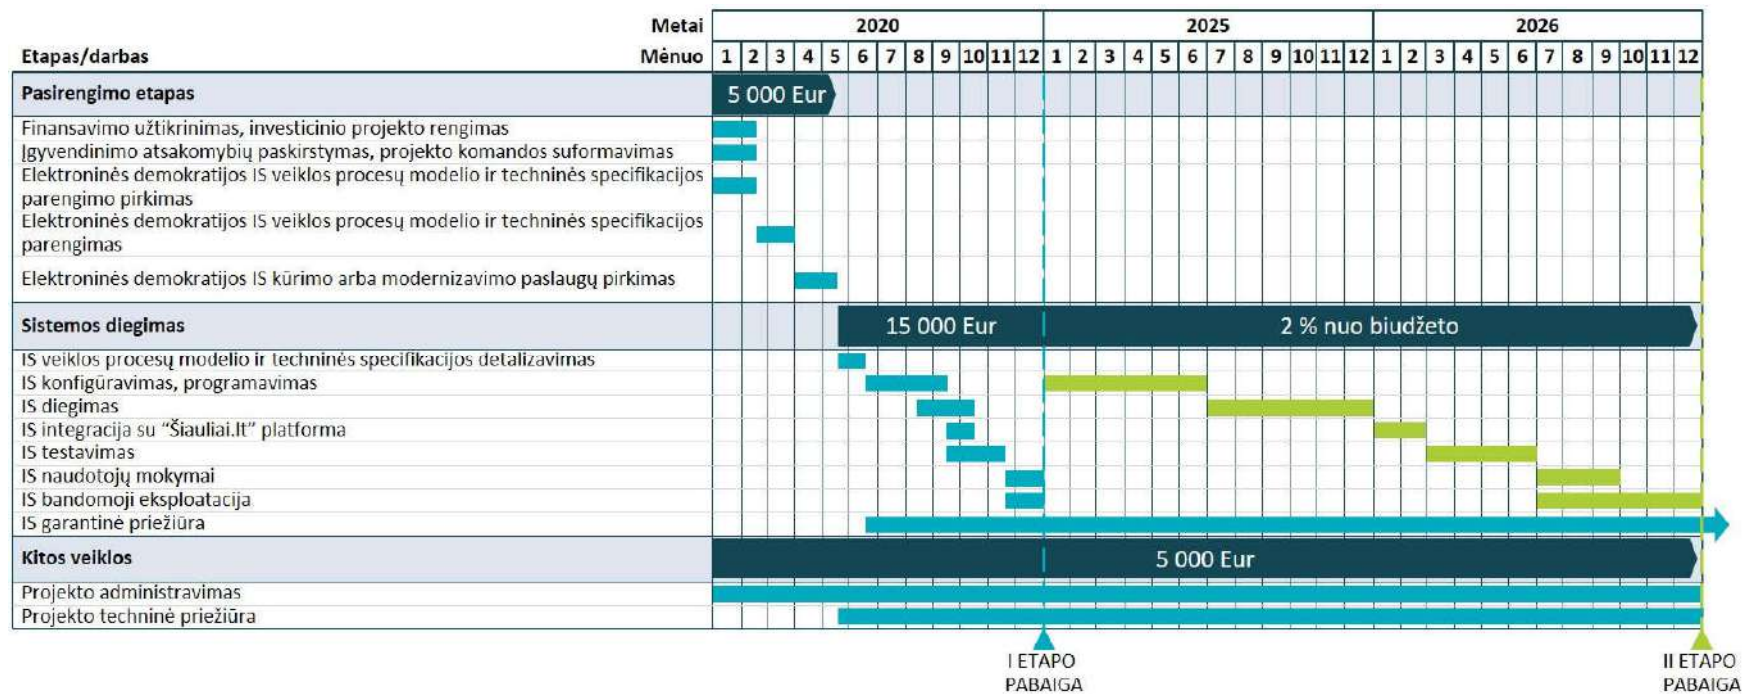 Metai 2020 2025 2026
Etapas/darbas Mėnuo 1 2 3 4 5 6 7 8 9 10 11 12 1 2 3 4 5 6 7 8 9 10 11 12 1 2 3 4 5 6 7 8 9 10 11 12
Pasirengimo etapas 5 000 Eur
Finansavimo užtikrinimas, investicinio projekto rengimas
Įgyvendinimo atsakomybių paskirstymas, projekto komandos suformavimas
Elektroninės demokratijos IS veiklos procesų modelio ir techninės specifikacijos
parengimo pirkimas
Elektroninės demokratijos IS veiklos procesų modelio ir techninės specifikacijos
parengimas
Elektroninės demokratijos IS kūrimo arba modernizavimo paslaugų pirkimas
Sistemos diegimas 15 000 Eur 2 % nuo biudžeto
IS veiklos procesų modelio ir techninės specifikacijos detalizavimas
IS konfigūravimas, programavimas
IS diegimas
IS integracija su “Šiauliai.lt” platforma
IS testavimas
IS naudotojų mokymai
IS bandomoji eksploatacija
IS garantinė priežiūra
Kitos veiklos 5 000 Eur
Projekto administravimas
Projekto techninė priežiūra
I ETAPO
PABAIGA
II ETAPO
PABAIGA